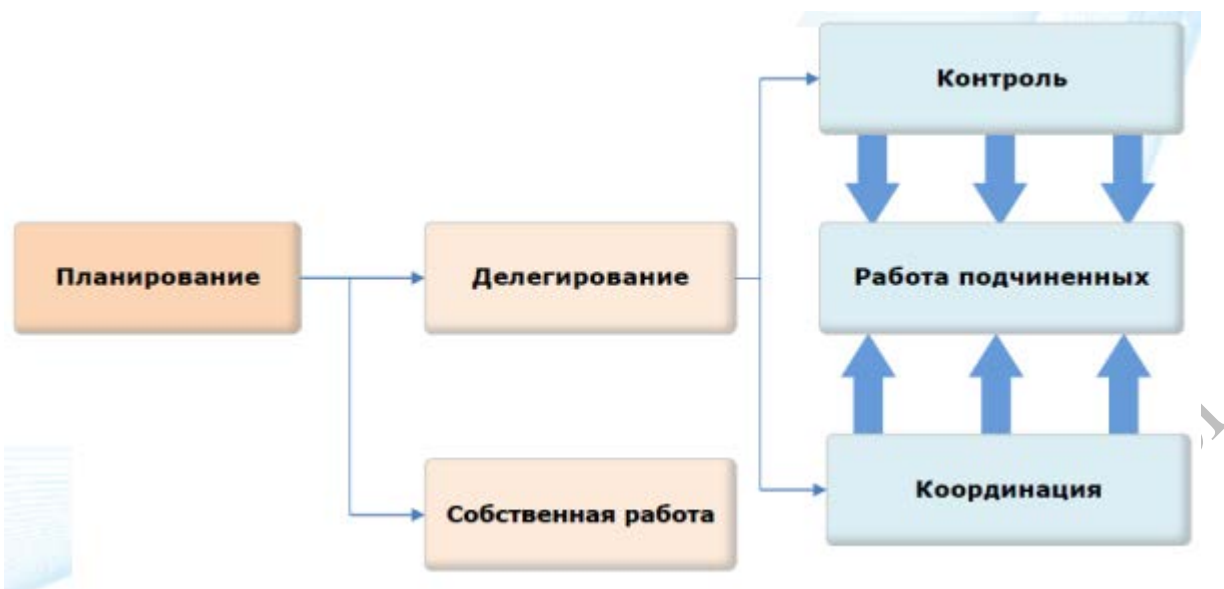 Контроль
Планирование
Делегирование
Работа подчиненных
Собственная работа
Координация